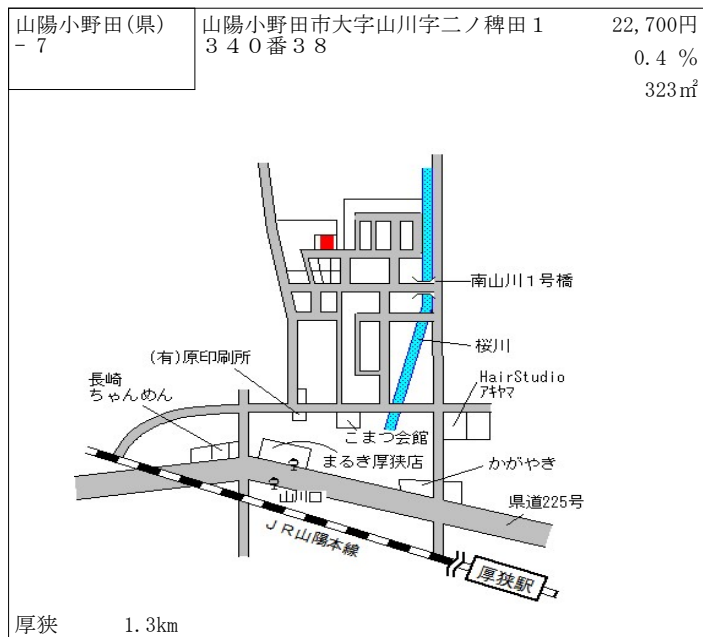 山陽小野田(県)
- 7
山陽小野田市大字山川字二ノ稗田1
340番38
22,700円
0.4 %
323㎡
南山川1号橋
桜川
(有)原印刷所
長崎
ちゃんめん
HairStudio
アキヤマ
こまつ会館
まるき厚狭店
かがやき
山川口
県道225号
JR山陽本線
厚狭駅
厚狭 1.3km